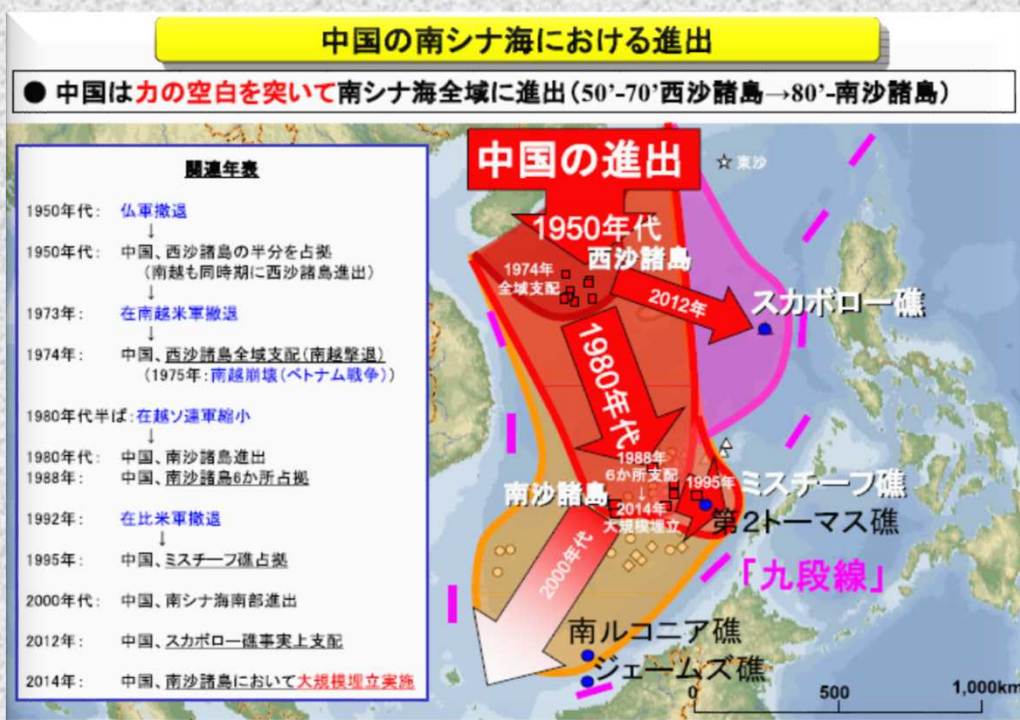 中国の南シナ海における進出
● 中国は力の空白を突いて南シナ海全域に進出(50’-70’西沙諸島→80’-南沙諸島)
関連年表
1950年代: 仏軍撤退
↓
1950年代: 中国、西沙諸島の半分を占拠
(南越も同時期に西沙諸島進出)
↓
1973年: 在南越米軍撤退
↓
1974年: 中国、西沙諸島全域支配(南越撃退)
(1975年:南越崩壊(ベトナム戦争))
1980年代半ば:在越ソ連軍縮小
↓
1980年代: 中国、南沙諸島進出
1988年: 中国、南沙諸島6か所占拠
1992年: 在比米軍撤退
↓
1995年: 中国、ミスチーフ礁占拠
2000年代: 中国、南シナ海南部進出
2012年: 中国、スカボロー礁事実上支配
2014年: 中国、南沙諸島において大規模埋立実施
中国の進出
☆東沙
1950年代
西沙諸島
1974年
全域支配
2012年
スカボロー礁
1980年代
1988年
6か所支配
↓
2014年
大規模埋立
1995年
ミスチーフ礁
南沙諸島
第2トーマス礁
2000年代
「九段線」
南ルコニア礁
ジェームズ礁
0 500 1,000km